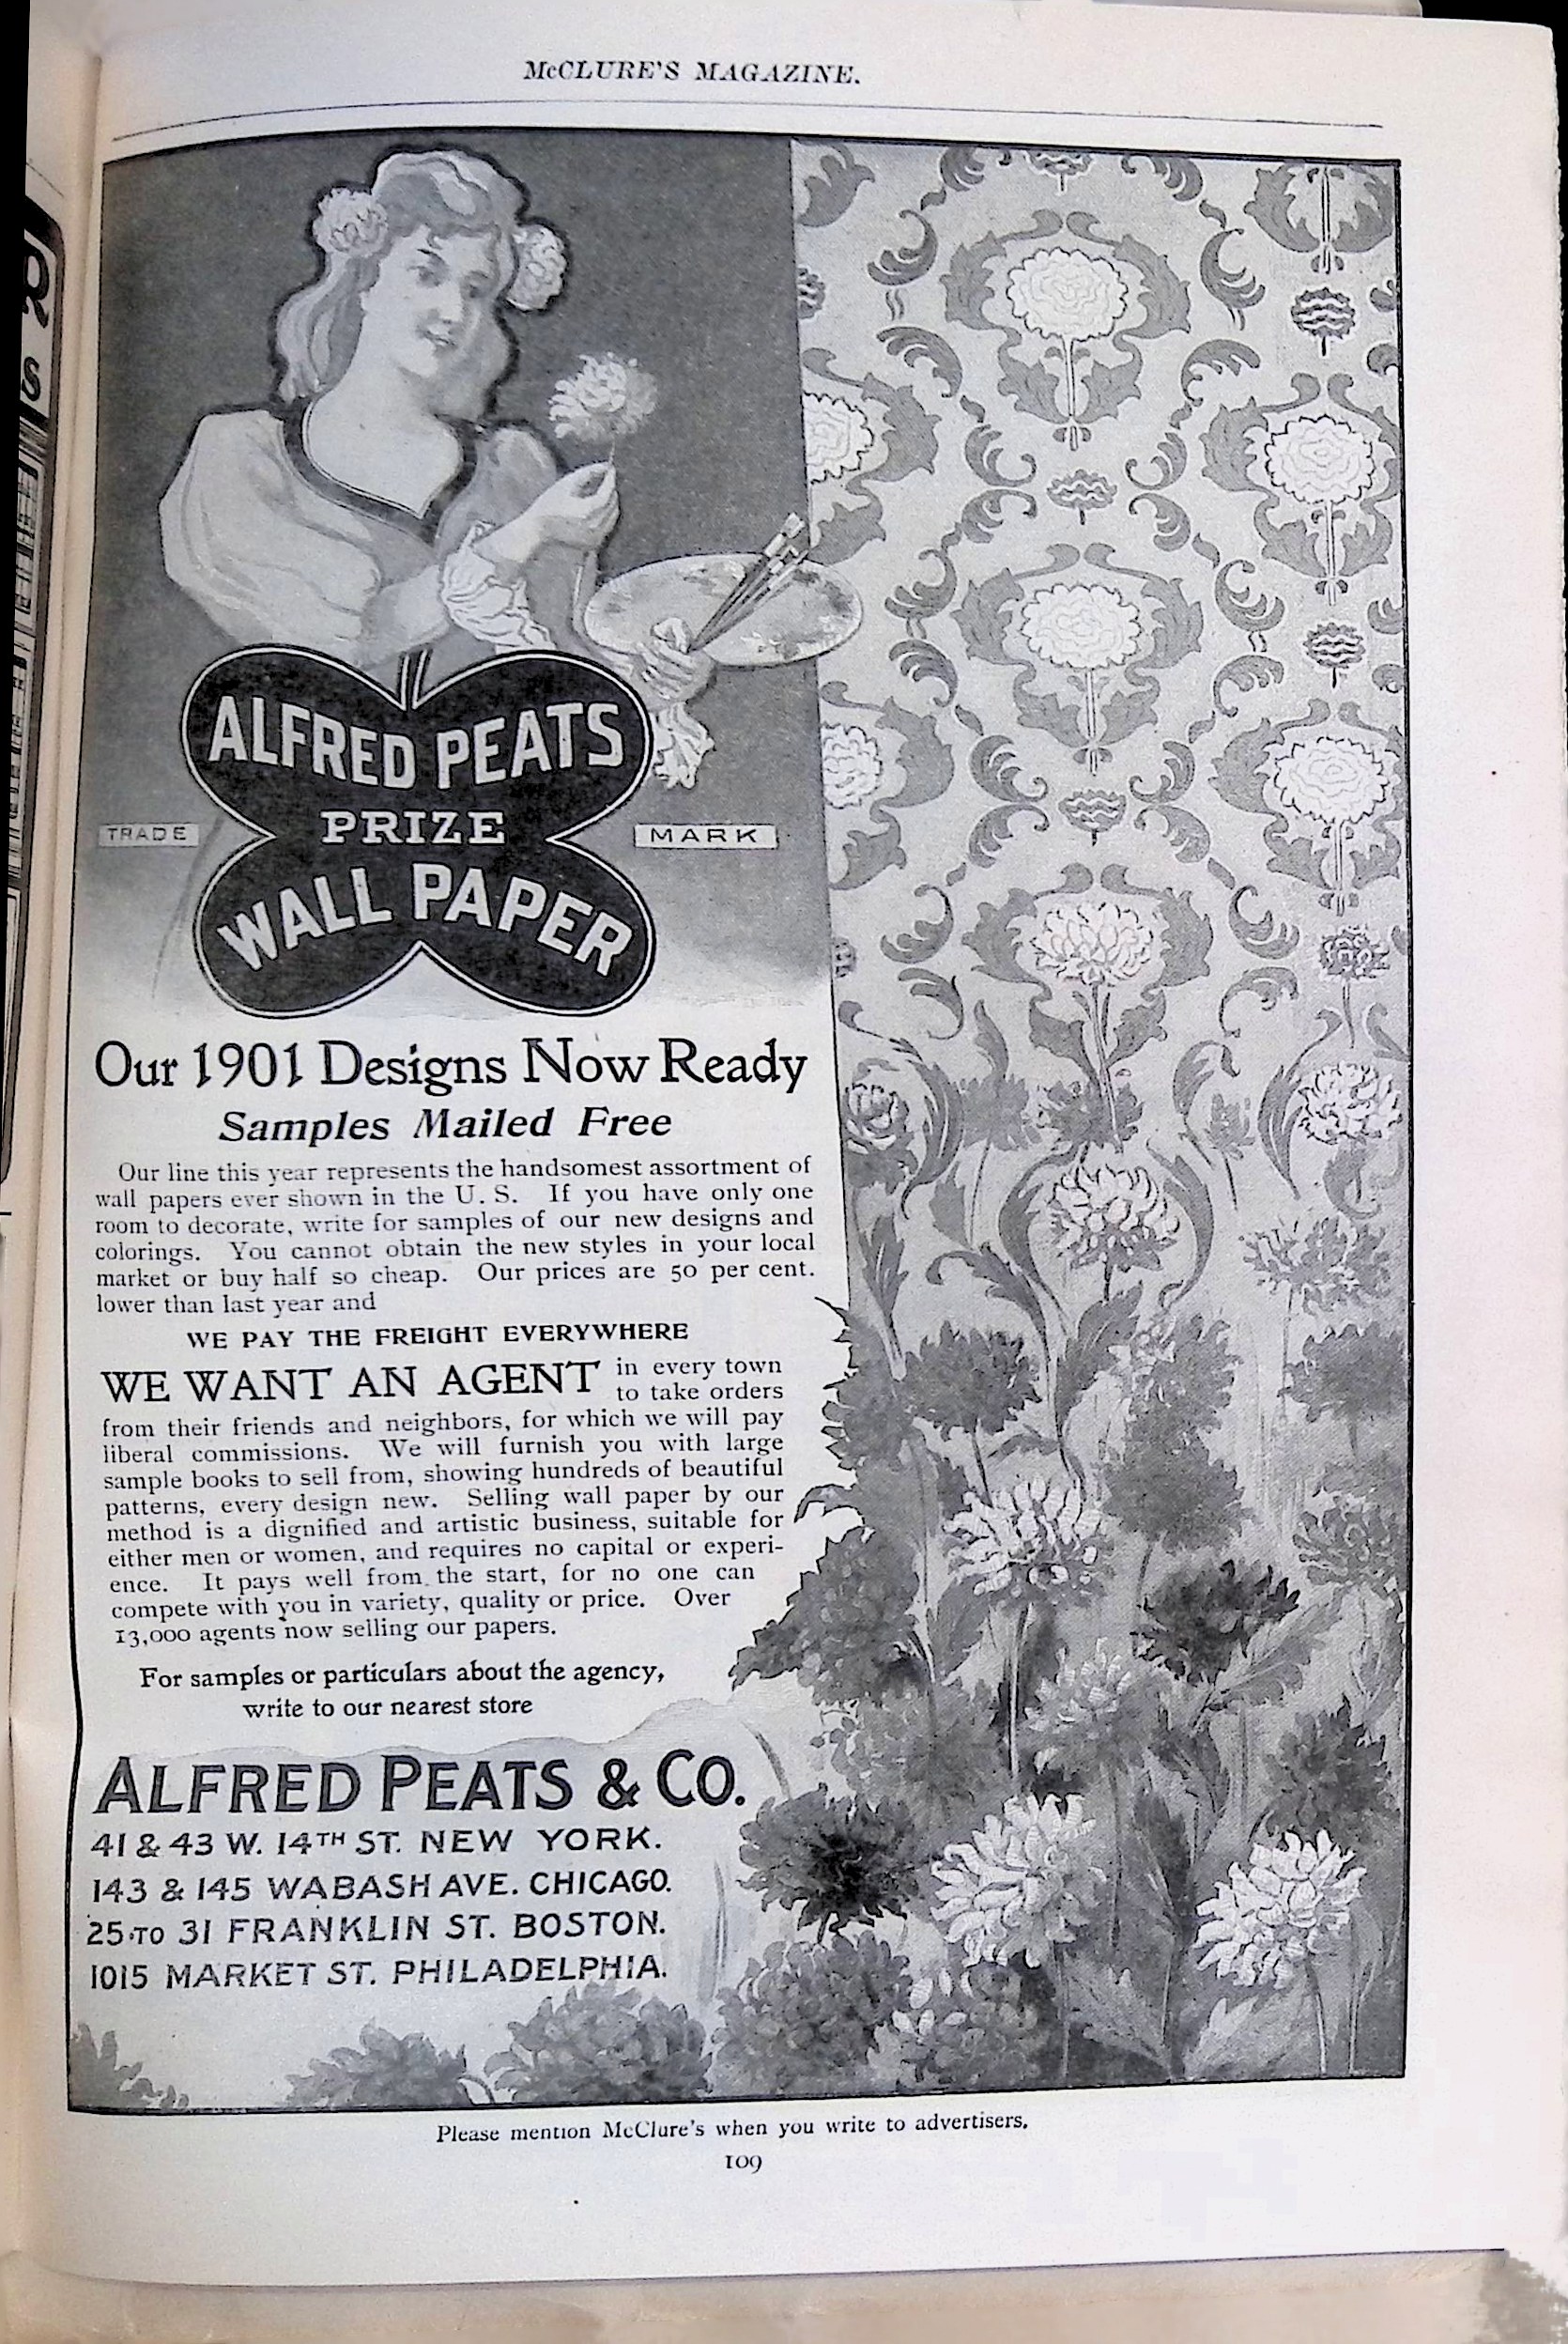 McCLURE'S MAGAZINE.
ALFRED PEATS
PRIZE
TRADE MARK
WALL PAPER
Our 1901 Designs Now Ready
Samples Mailed Free
Our line this year represents the handsomest assortment of
wall papers ever shown in the U. S. If you have only one
room to decorate, write for samples of our new designs and
colorings. You cannot obtain the new styles in your local
market or buy half so cheap. Our prices are 50 per cent.
lower than last year and
WE PAY THE FREIGHT EVERYWHERE
WE WANT AN AGENT in every town
to take orders
from their friends and neighbors, for which we will pay
liberal commissions. We will furnish you with large
sample books to sell from, showing hundreds of beautiful
patterns, every design new. Selling wall paper by our
method is a dignified and artistic business, suitable for
either men or women, and requires no capital or experi-
ence. It pays well from the start, for no one can
compete with you in variety, quality or price. Over
13,000 agents now selling our papers.
For samples or particulars about the agency,
write to our nearest store
ALFRED PEATS & CO.
41 & 43 W. 14TH ST. NEW YORK.
143 & 145 WABASH AVE. CHICAGO.
25 TO 31 FRANKLIN ST. BOSTON.
1015 MARKET ST. PHILADELPHIA.
Please mention McClure's when you write to advertisers.
109